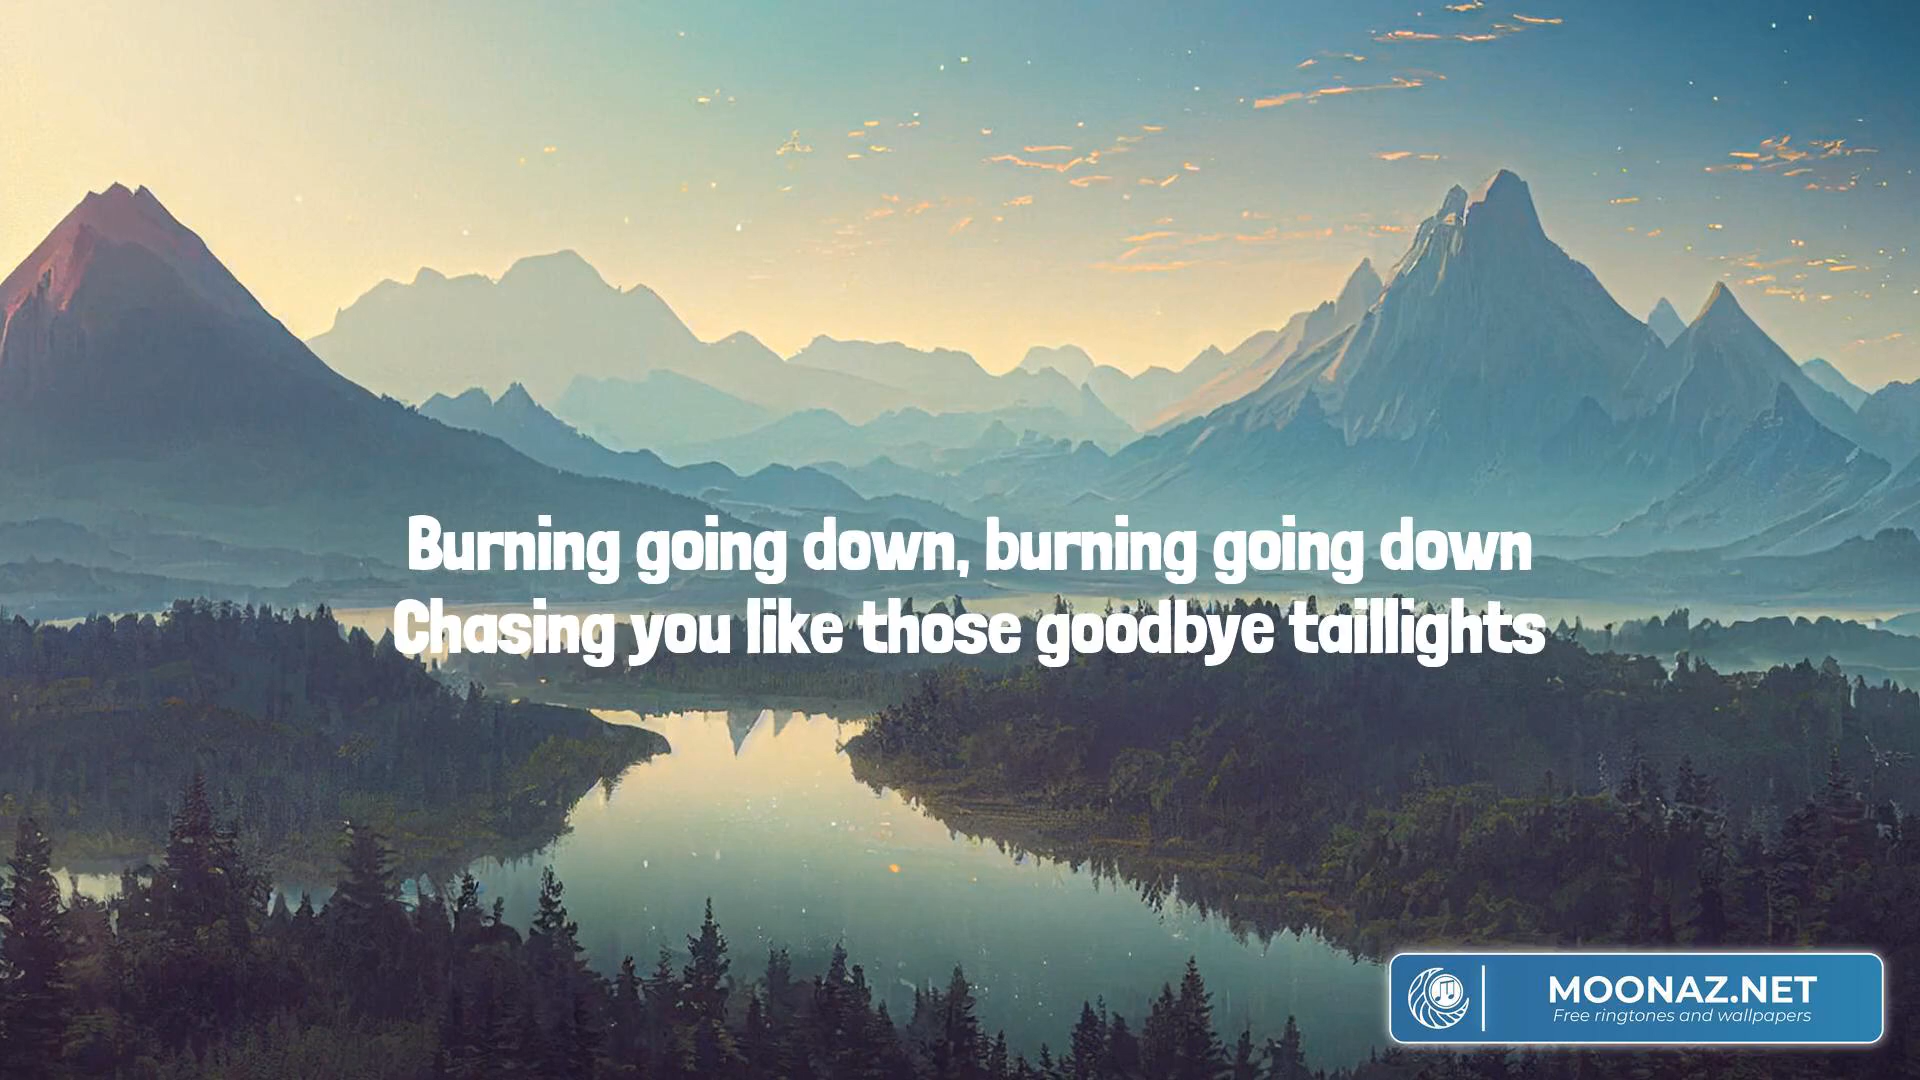 Burning going down, burning going down
Chasing you like those goodbye taillights
MOONAZ.NET
Free ringtones and wallpapers